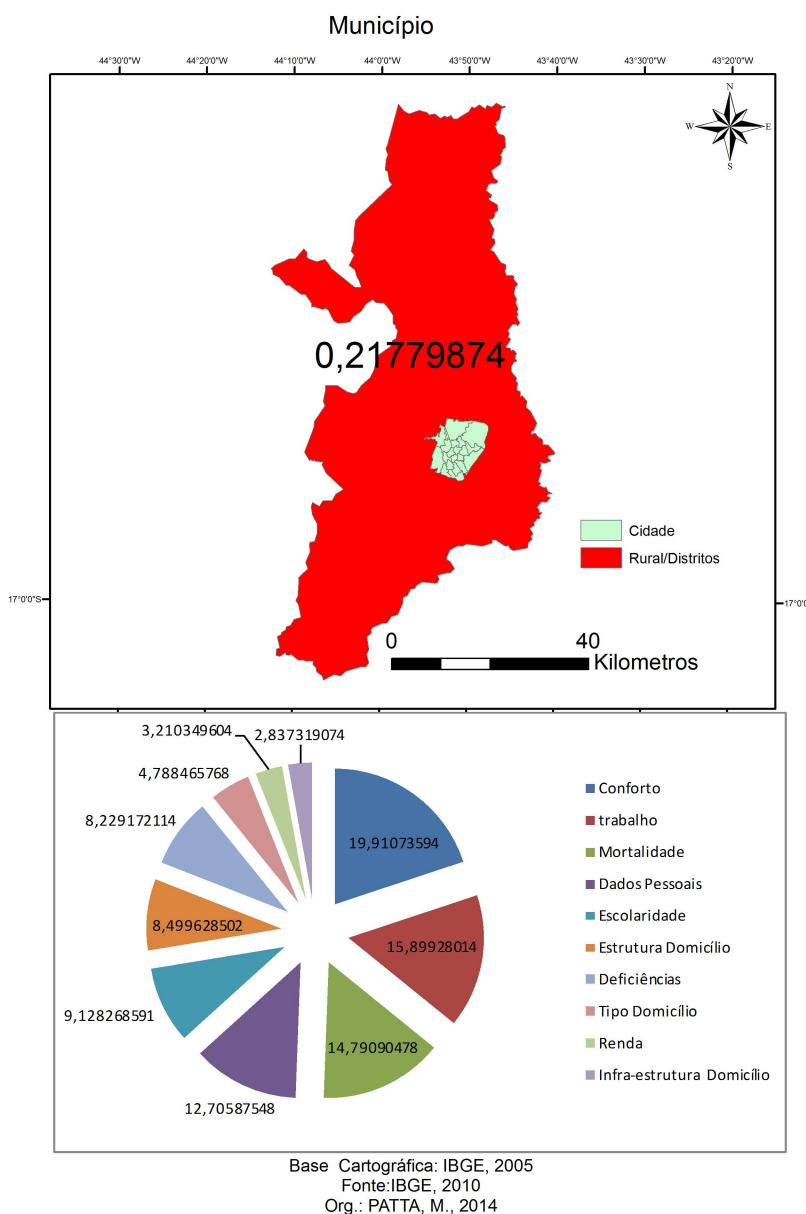 Município
44°30'0"W 44°20'0"W 44°10'0"W 44°0'0"W 43°50'0"W 43°40'0"W 43°30'0"W 43°20'0"W
N
W E
S
0,21779874
Cidade
Rural/Distritos
17°0'0"S 17°0'0
0 40
Kilometros
3,210349604 2,837319074
4,788465768
8,229172114
19,91073594
8,499628502
15,89928014
9,128268591
14,79090478
12,70587548
Conforto
trabalho
Mortalidade
Dados Pessoais
Escolaridade
Estrutura Domicílio
Deficiências
Tipo Domicílio
Renda
Infra-estrutura Domicílio
Base Cartográfica: IBGE, 2005
Fonte:IBGE, 2010
Org.: PATTA, M., 2014